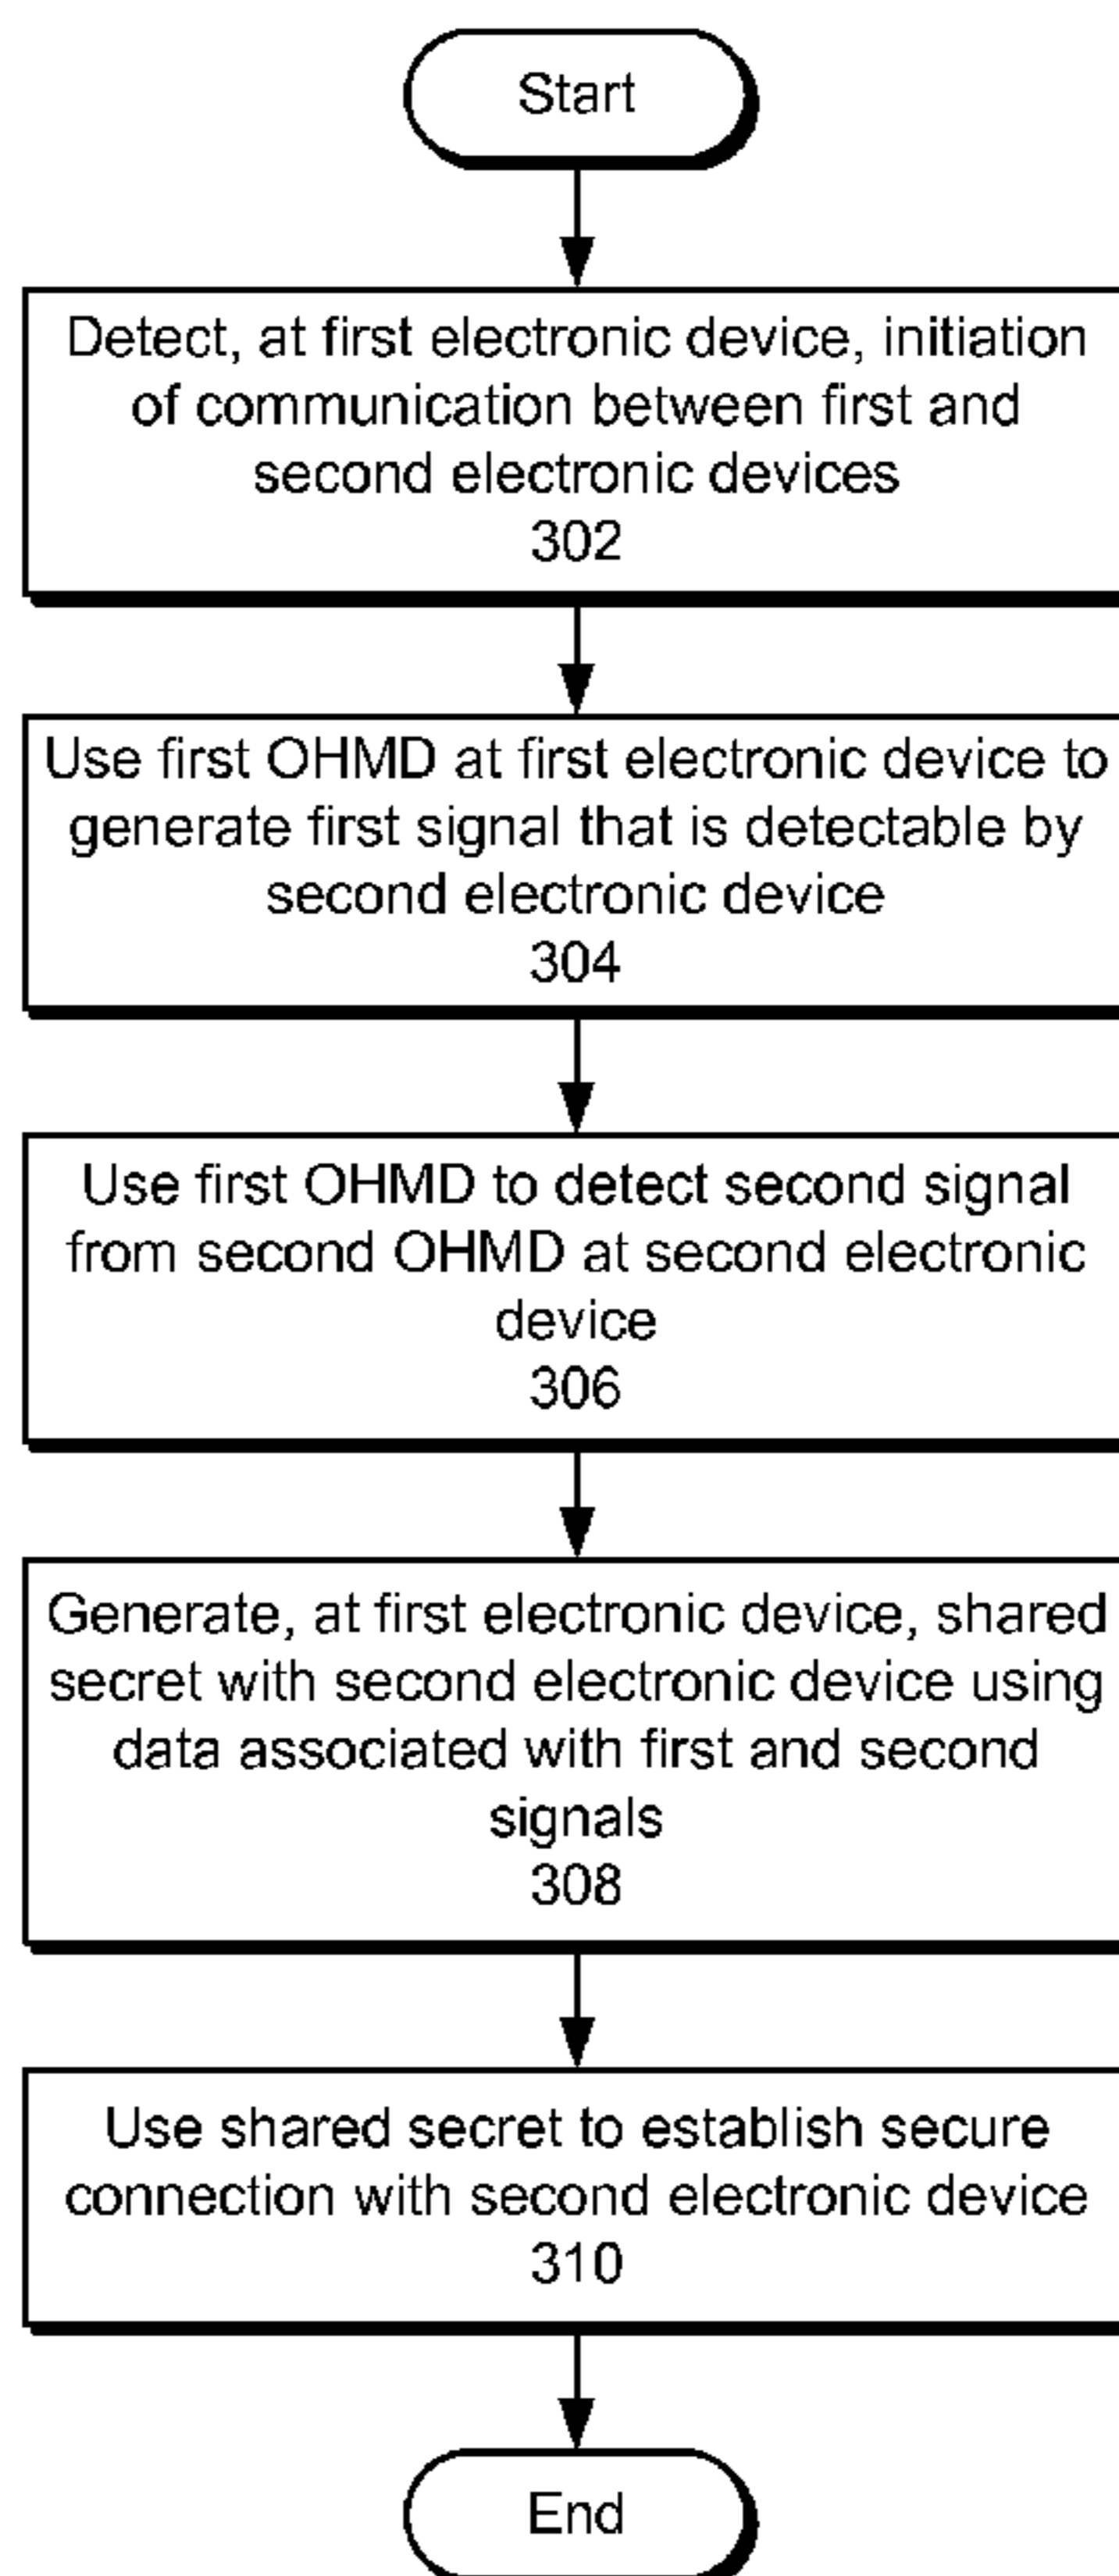 Start
Detect, at first electronic device, initiation
of communication between first and
second electronic devices
302
Use first OHMD at first electronic device to
generate first signal that is detectable by
second electronic device
304
Use first OHMD to detect second signal
from second OHMD at second electronic
device
306
Generate, at first electronic device, shared
secret with second electronic device using
data associated with first and second
signals
308
Use shared secret to establish secure
connection with second electronic device
310
End